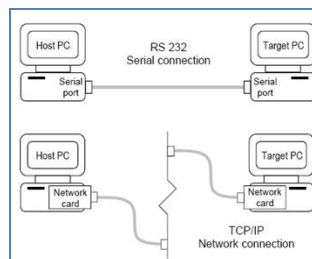 Host PC
RS 232
Serial connection
Target PC
Serial
port
Serial
port
Host PC
Target PC
Network
card
Network
card
TCP/IP
Network connection